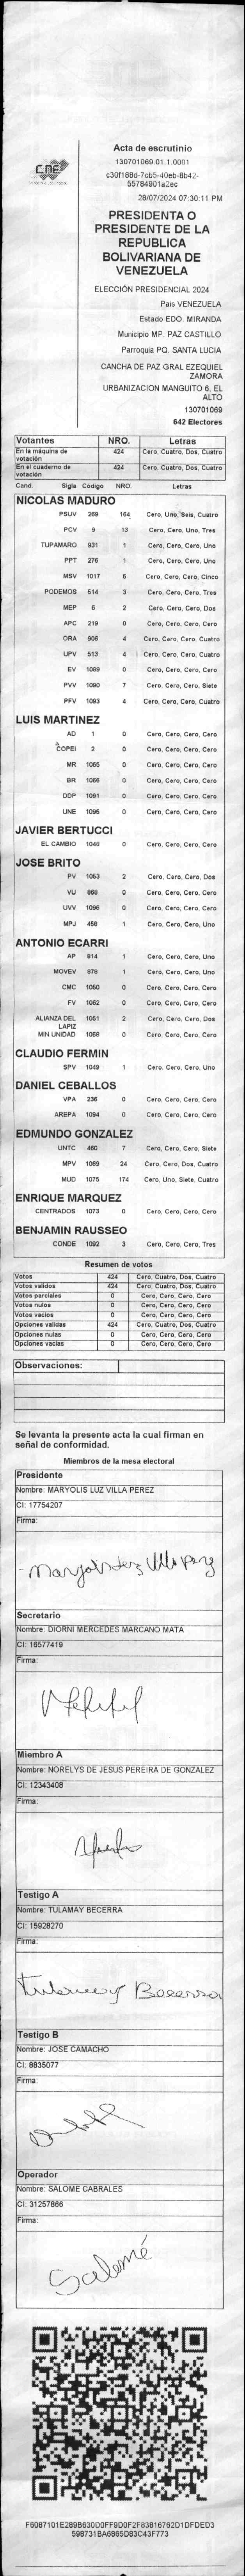 CNE
Acta de escrutinio
130701069.01.1.0001
c30f188d-7cb5-40eb-8b42-
55784901a2ec
28/07/2024 07:30:11 PM
PRESIDENTA O
PRESIDENTE DE LA
REPUBLICA
BOLIVARIANA DE
VENEZUELA
ELECCIÓN PRESIDENCIAL 2024
País VENEZUELA
Estado EDO. MIRANDA
Municipio MP. PAZ CASTILLO
Parroquia PQ. SANTA LUCIA
CANCHA DE PAZ GRAL EZEQUIEL
ZAMORA
URBANIZACION MANGUITO 6, EL
ALTO
130701069
642 Electores
Votantes NRO. Letras
En la máquina de votación 424 Cero, Cuatro, Dos, Cuatro
En el cuaderno de votación 424 Cero, Cuatro, Dos, Cuatro
Cand. Sigla Código NRO. Letras
NICOLAS MADURO
PSUV 269 164 Cero, Uno, Seis, Cuatro
PCV 9 13 Cero, Cero, Uno, Tres
TUPAMARO 931 1 Cero, Cero, Cero, Uno
PPT 276 1 Cero, Cero, Cero, Uno
MSV 1017 5 Cero, Cero, Cero, Cinco
PODEMOS 514 3 Cero, Cero, Cero, Tres
MEP 6 2 Cero, Cero, Cero, Dos
APC 219 0 Cero, Cero, Cero, Cero
ORA 906 4 Cero, Cero, Cero, Cuatro
UPV 513 4 Cero, Cero, Cero, Cuatro
EV 1089 0 Cero, Cero, Cero, Cero
PVV 1090 7 Cero, Cero, Cero, Siete
PFV 1093 4 Cero, Cero, Cero, Cuatro
LUIS MARTINEZ
AD 1 0 Cero, Cero, Cero, Cero
COPEI 2 0 Cero, Cero, Cero, Cero
MR 1065 0 Cero, Cero, Cero, Cero
BR 1066 0 Cero, Cero, Cero, Cero
DDP 1091 0 Cero, Cero, Cero, Cero
UNE 1095 0 Cero, Cero, Cero, Cero
JAVIER BERTUCCI
EL CAMBIO 1048 0 Cero, Cero, Cero, Cero
JOSE BRITO
PV 1053 2 Cero, Cero, Cero, Dos
VU 868 0 Cero, Cero, Cero, Cero
UVV 1096 0 Cero, Cero, Cero, Cero
MPJ 458 1 Cero, Cero, Cero, Uno
ANTONIO ECARRI
AP 814 1 Cero, Cero, Cero, Uno
MOVEV 978 1 Cero, Cero, Cero, Uno
CMC 1050 0 Cero, Cero, Cero, Cero
FV 1062 0 Cero, Cero, Cero, Cero
ALIANZA DEL LAPIZ 1051 2 Cero, Cero, Cero, Dos
MIN UNIDAD 1068 0 Cero, Cero, Cero, Cero
CLAUDIO FERMIN
SPV 1049 1 Cero, Cero, Cero, Uno
DANIEL CEBALLOS
VPA 236 0 Cero, Cero, Cero, Cero
AREPA 1094 0 Cero, Cero, Cero, Cero
EDMUNDO GONZALEZ
UNTC 460 7 Cero, Cero, Cero, Siete
MPV 1069 24 Cero, Cero, Dos, Cuatro
MUD 1075 174 Cero, Uno, Siete, Cuatro
ENRIQUE MARQUEZ
CENTRADOS 1073 0 Cero, Cero, Cero, Cero
BENJAMIN RAUSSEO
CONDE 1092 3 Cero, Cero, Cero, Tres
Resumen de votos
Votos 424 Cero, Cuatro, Dos, Cuatro
Votos validos 424 Cero, Cuatro, Dos, Cuatro
Votos parciales 0 Cero, Cero, Cero, Cero
Votos nulos 0 Cero, Cero, Cero, Cero
Votos vacios 0 Cero, Cero, Cero, Cero
Opciones validas 424 Cero, Cuatro, Dos, Cuatro
Opciones nulas 0 Cero, Cero, Cero, Cero
Opciones vacias 0 Cero, Cero, Cero, Cero
Observaciones:
Se levanta la presente acta la cual firman en
señal de conformidad.
Miembros de la mesa electoral
Presidente
Nombre: MARYOLIS LUZ VILLA PEREZ
CI: 17754207
Firma:
Secretario
Nombre: DIORNI MERCEDES MARCANO MATA
CI: 16577419
Firma:
Miembro A
Nombre: NORELYS DE JESUS PEREIRA DE GONZALEZ
CI: 12343408
Firma:
Testigo A
Nombre: TULAMAY BECERRA
CI: 15928270
Firma:
Tulamay Becerra
Testigo B
Nombre: JOSE CAMACHO
CI: 8835077
Firma:
Operador
Nombre: SALOME CABRALES
CI: 31257866
Firma:
Salomé
F6087101E289B630D0FF9D0F2F83816762D1DFDED3
598731BA6865D83C43F773